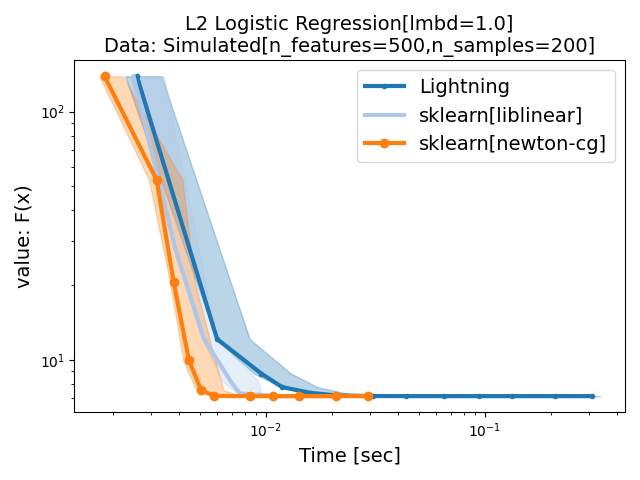 L2 Logistic Regression[lmbd=1.0]
Data: Simulated[n_features=500,n_samples=200]
Lightning
sklearn[liblinear]
sklearn[newton-cg]
value: F(x)
10²
10¹
10⁻²
10⁻¹
Time [sec]